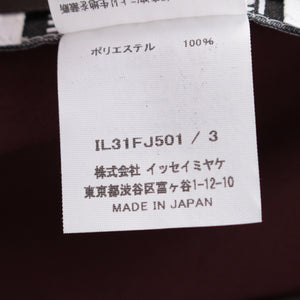 ポリエステル 100%
IL31FJ501 / 3
株式会社 イッセイミヤケ
東京都渋谷区富ヶ谷1-12-10
MADE IN JAPAN